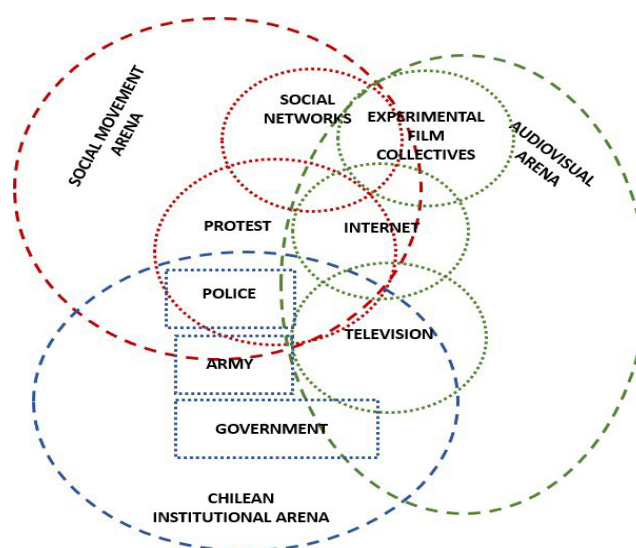 SOCIAL MOVEMENT
ARENA
SOCIAL
NETWORKS
EXPERIMENTAL
FILM
COLLECTIVES
AUDIOVISUAL
ARENA
PROTEST
INTERNET
POLICE
TELEVISION
ARMY
GOVERNMENT
CHILEAN
INSTITUTIONAL ARENA